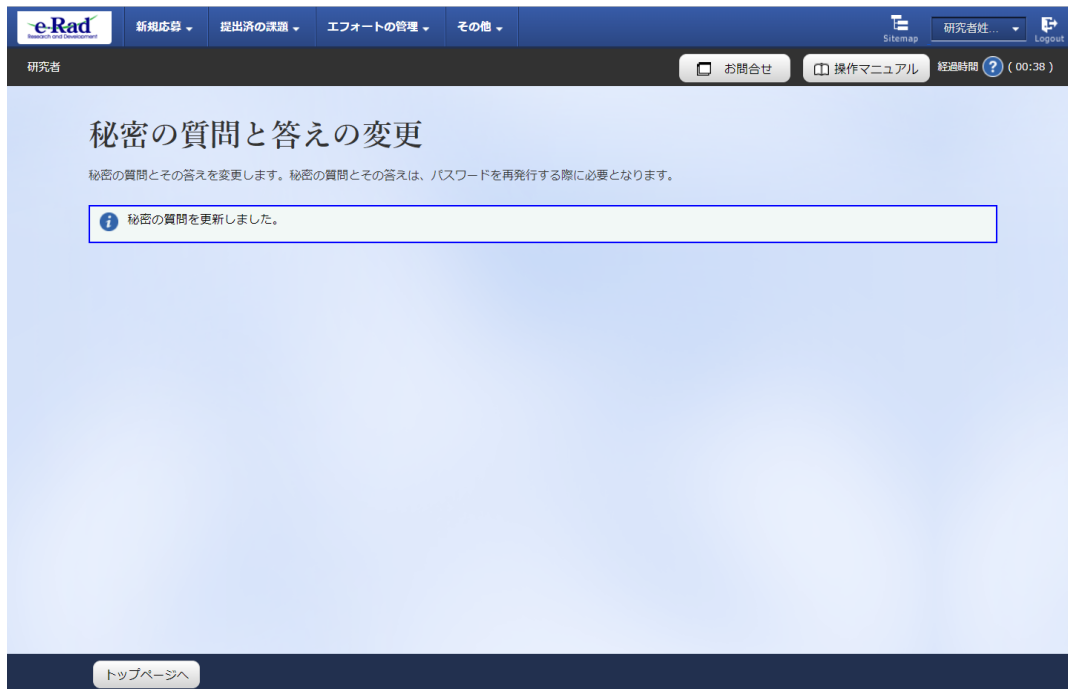 e-Rad
Research and Development
新規応募
提出済の課題
エフォートの管理
その他
Sitemap
研究者姓...
Logout
研究者
お問合せ
操作マニュアル
経過時間 ? ( 00:38 )
秘密の質問と答えの変更
秘密の質問とその答えを変更します。秘密の質問とその答えは、パスワードを再発行する際に必要となります。
i 秘密の質問を更新しました。
トップページへ